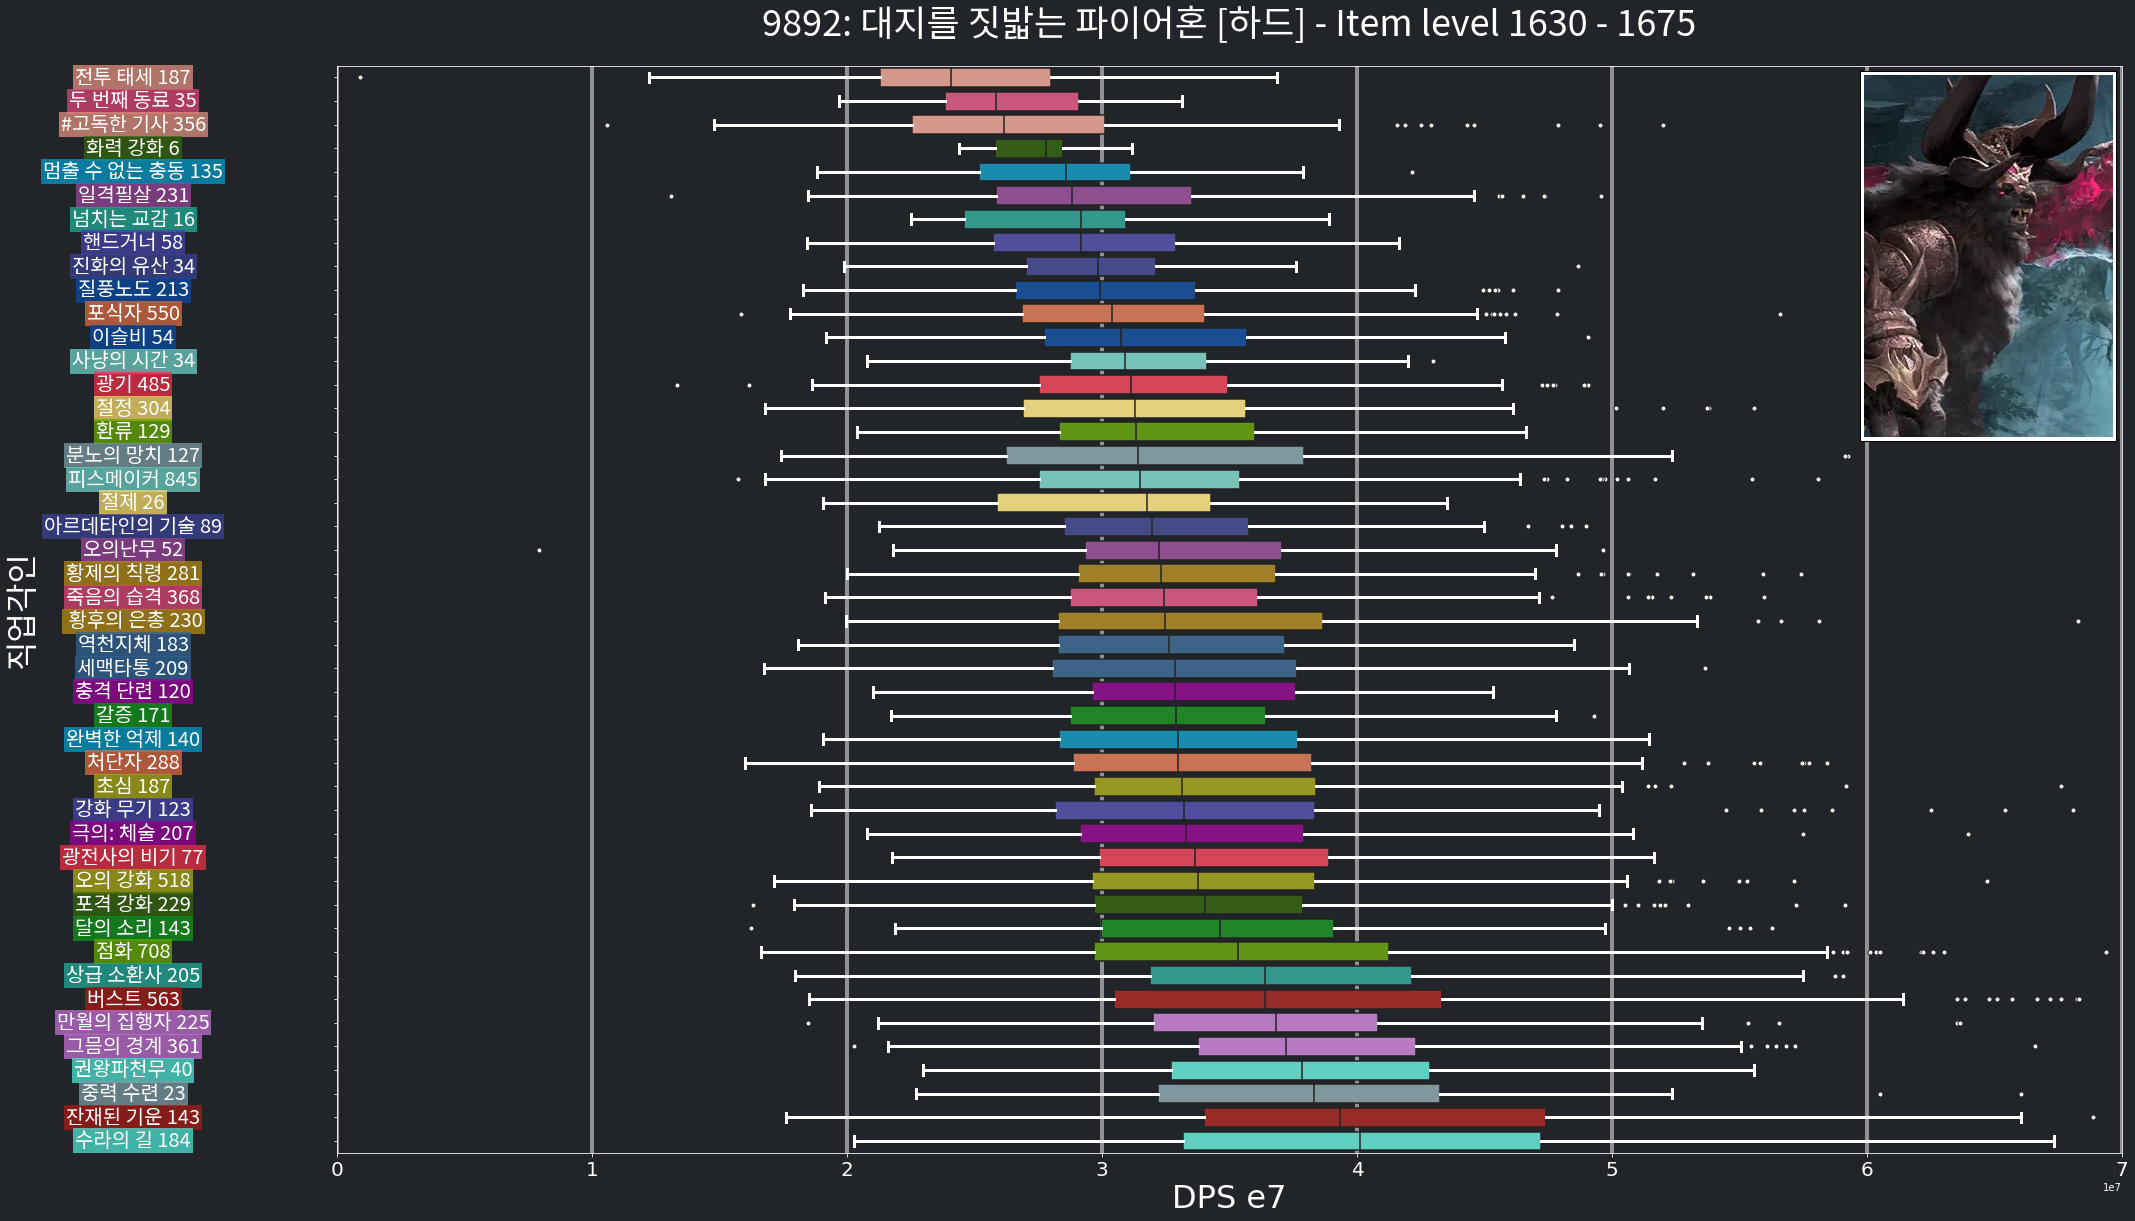 9892: 대지를 짓밟는 파이어혼 [하드] - Item level 1630 - 1675
전투 태세 187
두 번째 동료 35
#고독한 기사 356
화력 강화 6
멈출 수 없는 충동 135
일격필살 231
넘치는 교감 16
핸드거너 58
진화의 유산 34
질풍노도 213
포식자 550
이슬비 54
사냥의 시간 34
광기 485
절정 304
환류 129
분노의 망치 127
피스메이커 845
절제 26
아르데타인의 기술 89
오의난무 52
황제의 칙령 281
죽음의 습격 368
황후의 은총 230
역천지체 183
세맥타통 209
충격 단련 120
갈증 171
완벽한 억제 140
처단자 288
초심 187
강화 무기 123
극의: 체술 207
광전사의 비기 77
오의 강화 518
포격 강화 229
달의 소리 143
점화 708
상급 소환사 205
버스트 563
만월의 집행자 225
그믐의 경계 361
권왕파천무 40
중력 수련 23
잔재된 기운 143
수라의 길 184
직업각인
0 1 2 3 4 5 6 7
1e7
DPS e7